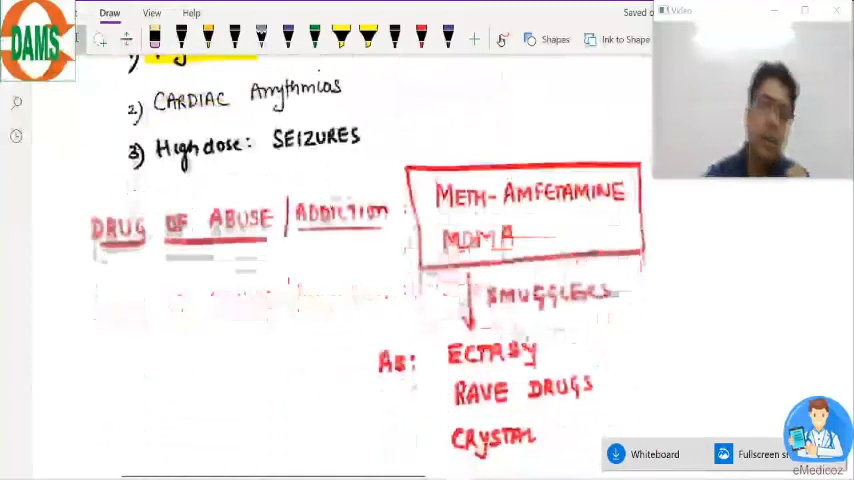 DAMS
Draw
View
Help
Saved o
Video
Shapes
Ink to Shape
2) CARDIAC Arrythmias
3) High dose: SEIZURES
DRUG OF ABUSE / ADDICTION :
METH-AMFETAMINE
MDMA
SMUGGLERS
AS: ECTASY
RAVE DRUGS
CRYSTAL
Whiteboard
Fullscreen s
eMedicoz